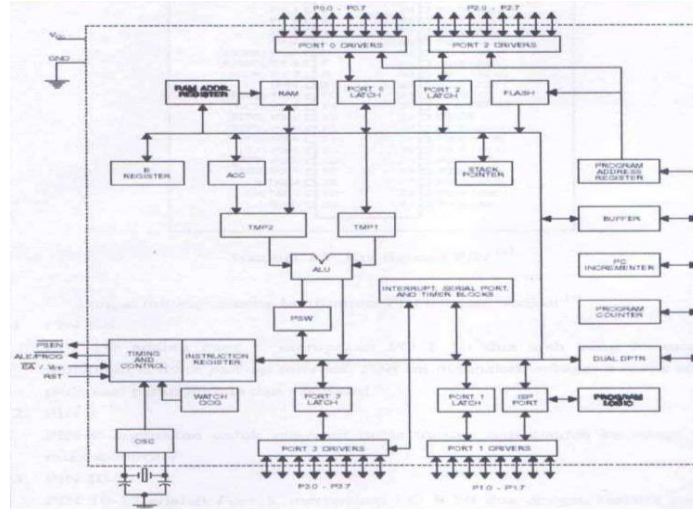 P0.0 - P0.7
P2.0 - P2.7
VCC
GND
PORT 0 DRIVERS
PORT 2 DRIVERS
RAM ADDR.
REGISTER
RAM
PORT 0
LATCH
PORT 2
LATCH
FLASH
B
REGISTER
ACC
STACK
POINTER
PROGRAM
ADDRESS
REGISTER
TMP2
TMP1
BUFFER
ALU
PC
INCREMENTER
INTERRUPT, SERIAL PORT,
AND TIMER BLOCKS
PSW
PROGRAM
COUNTER
PSEN
ALE/PROG
EA / VPP
RST
TIMING
AND
CONTROL
INSTRUCTION
REGISTER
DUAL DPTR
WATCH
DOG
PORT 3
LATCH
PORT 1
LATCH
ISP
PORT
PROGRAM
LOGIC
OSC
PORT 3 DRIVERS
PORT 1 DRIVERS
P3.0 - P3.7
P1.0 - P1.7